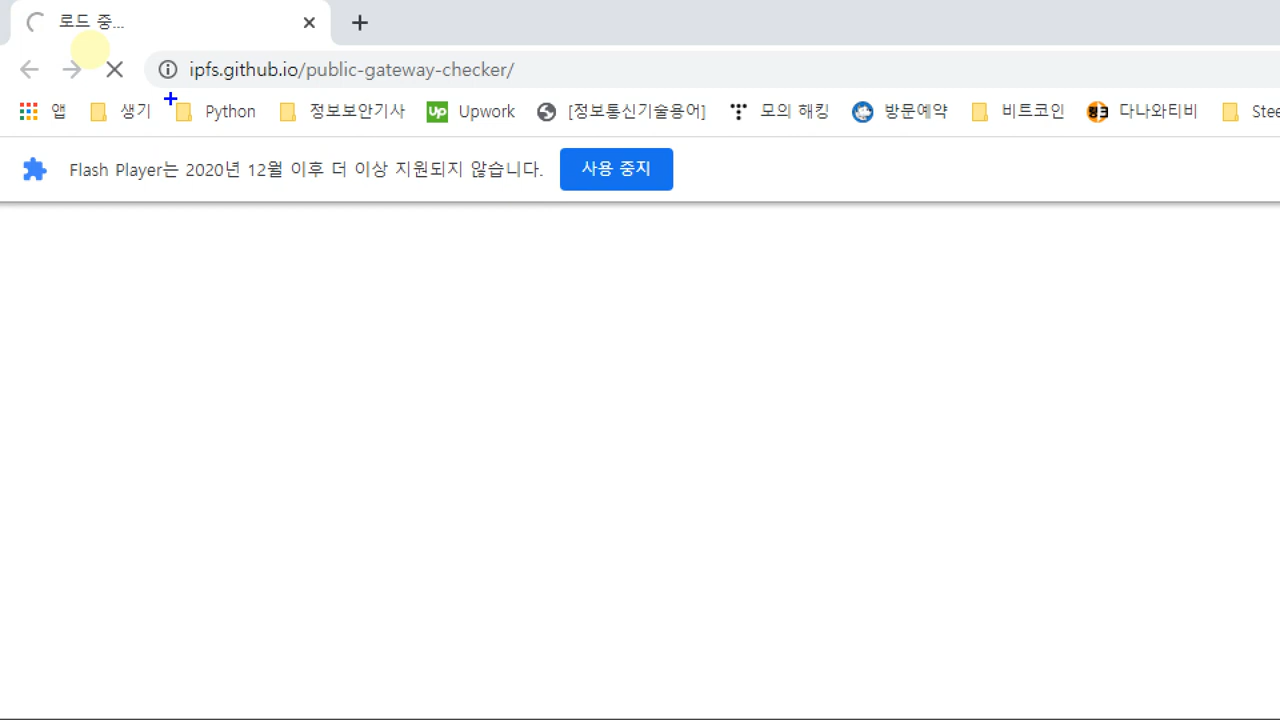 로드 중...
ipfs.github.io/public-gateway-checker/
앱 생기 Python 정보보안기사 Upwork [정보통신기술용어] 모의 해킹 방문예약 비트코인 다나와티비
Flash Player는 2020년 12월 이후 더 이상 지원되지 않습니다. 사용 중지